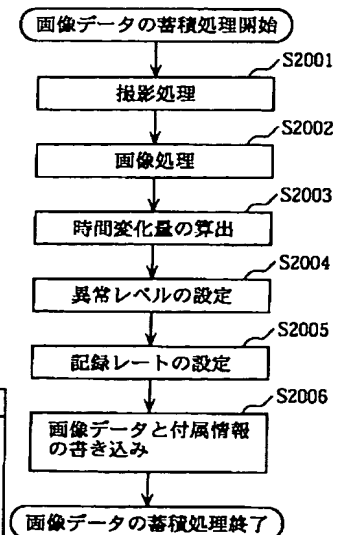 画像データの蓄積処理開始
S2001
撮影処理
S2002
画像処理
S2003
時間変化量の算出
S2004
異常レベルの設定
S2005
記録レートの設定
S2006
画像データと付属情報
の書き込み
画像データの蓄積処理終了